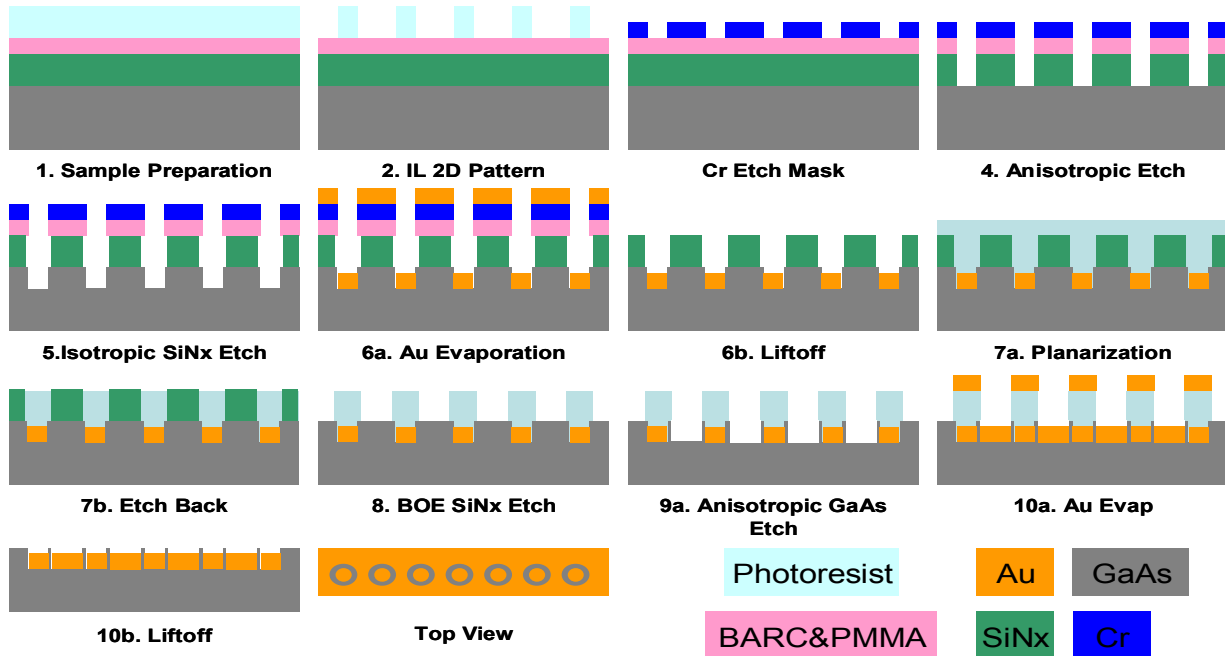 1. Sample Preparation
2. IL 2D Pattern
Cr Etch Mask
4. Anisotropic Etch
5.Isotropic SiNx Etch
6a. Au Evaporation
6b. Liftoff
7a. Planarization
7b. Etch Back
8. BOE SiNx Etch
9a. Anisotropic GaAs
Etch
10a. Au Evap
10b. Liftoff
Top View
Photoresist
Au
GaAs
BARC&PMMA
SiNx
Cr